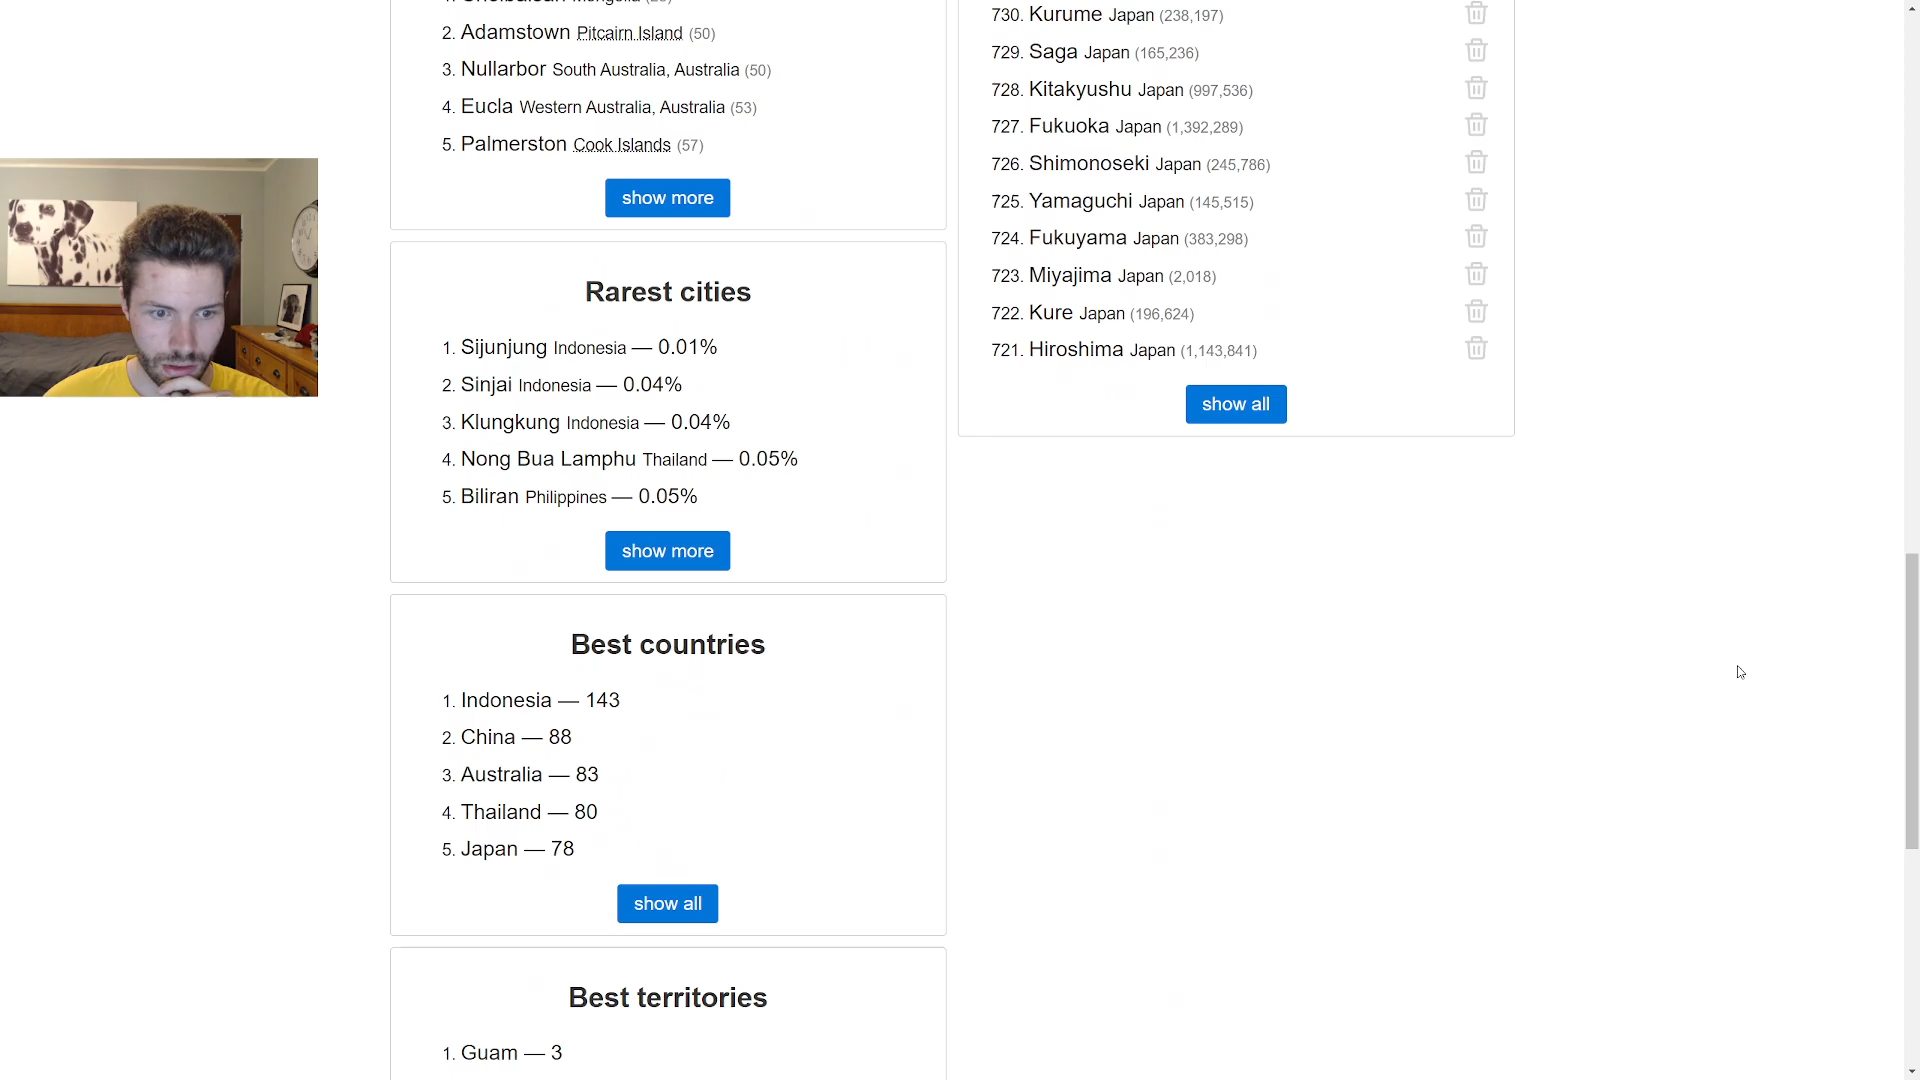 2. Adamstown Pitcairn Island (50)
3. Nullarbor South Australia, Australia (50)
4. Eucla Western Australia, Australia (53)
5. Palmerston Cook Islands (57)
show more
Rarest cities
1. Sijunjung Indonesia — 0.01%
2. Sinjai Indonesia — 0.04%
3. Klungkung Indonesia — 0.04%
4. Nong Bua Lamphu Thailand — 0.05%
5. Biliran Philippines — 0.05%
show more
Best countries
1. Indonesia — 143
2. China — 88
3. Australia — 83
4. Thailand — 80
5. Japan — 78
show all
Best territories
1. Guam — 3
730. Kurume Japan (238,197)
729. Saga Japan (165,236)
728. Kitakyushu Japan (997,536)
727. Fukuoka Japan (1,392,289)
726. Shimonoseki Japan (245,786)
725. Yamaguchi Japan (145,515)
724. Fukuyama Japan (383,298)
723. Miyajima Japan (2,018)
722. Kure Japan (196,624)
721. Hiroshima Japan (1,143,841)
show all